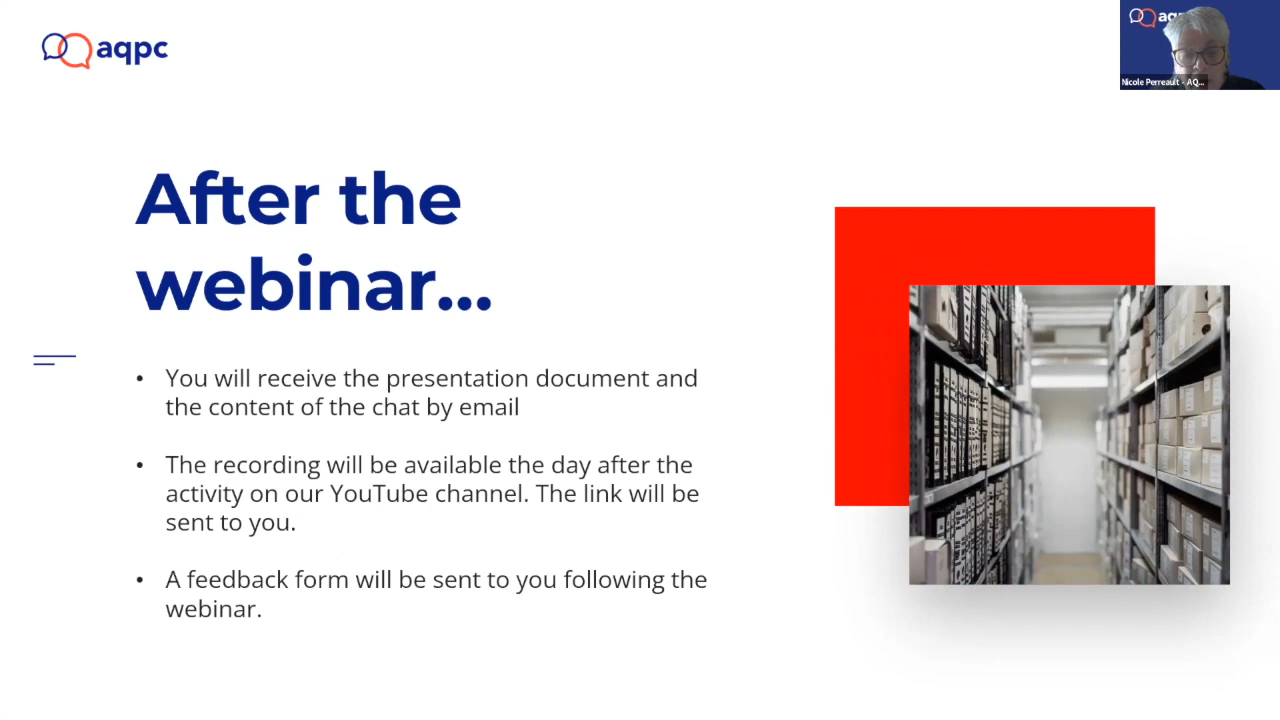 aqpc
Nicole Perreault - AQ...
After the
webinar...
• You will receive the presentation document and
the content of the chat by email
• The recording will be available the day after the
activity on our YouTube channel. The link will be
sent to you.
• A feedback form will be sent to you following the
webinar.